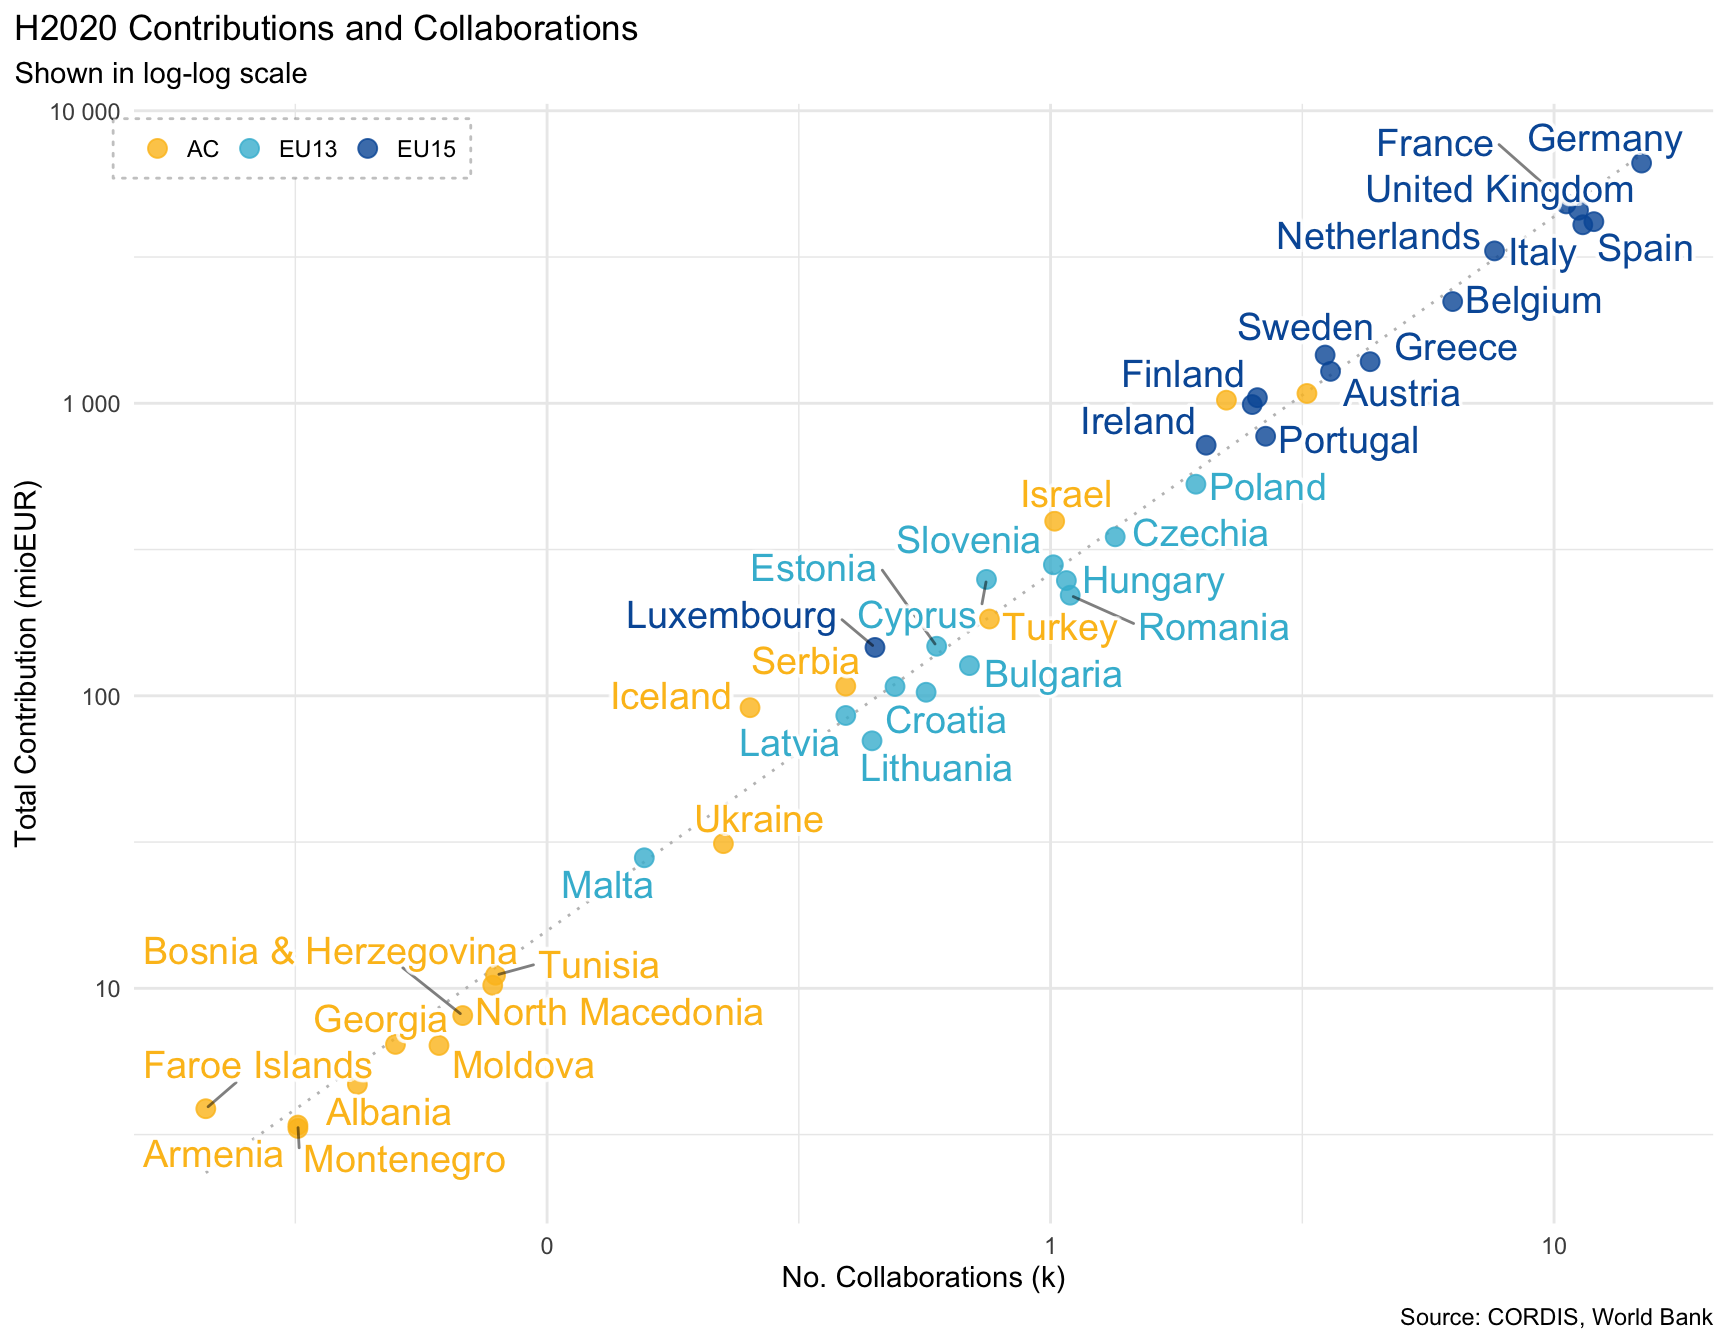 H2020 Contributions and Collaborations
Shown in log-log scale
10 000
AC EU13 EU15
France
Germany
United Kingdom
Netherlands
Italy
Spain
Belgium
Sweden
Greece
Finland
Austria
1 000
Ireland
Portugal
Poland
Israel
Czechia
Slovenia
Estonia
Hungary
Luxembourg
Cyprus
Turkey
Romania
Serbia
Bulgaria
Iceland
100
Croatia
Latvia
Lithuania
Ukraine
Malta
Bosnia & Herzegovina
Tunisia
10
North Macedonia
Georgia
Faroe Islands
Moldova
Albania
Armenia
Montenegro
Total Contribution (mioEUR)
0 1 10
No. Collaborations (k)
Source: CORDIS, World Bank